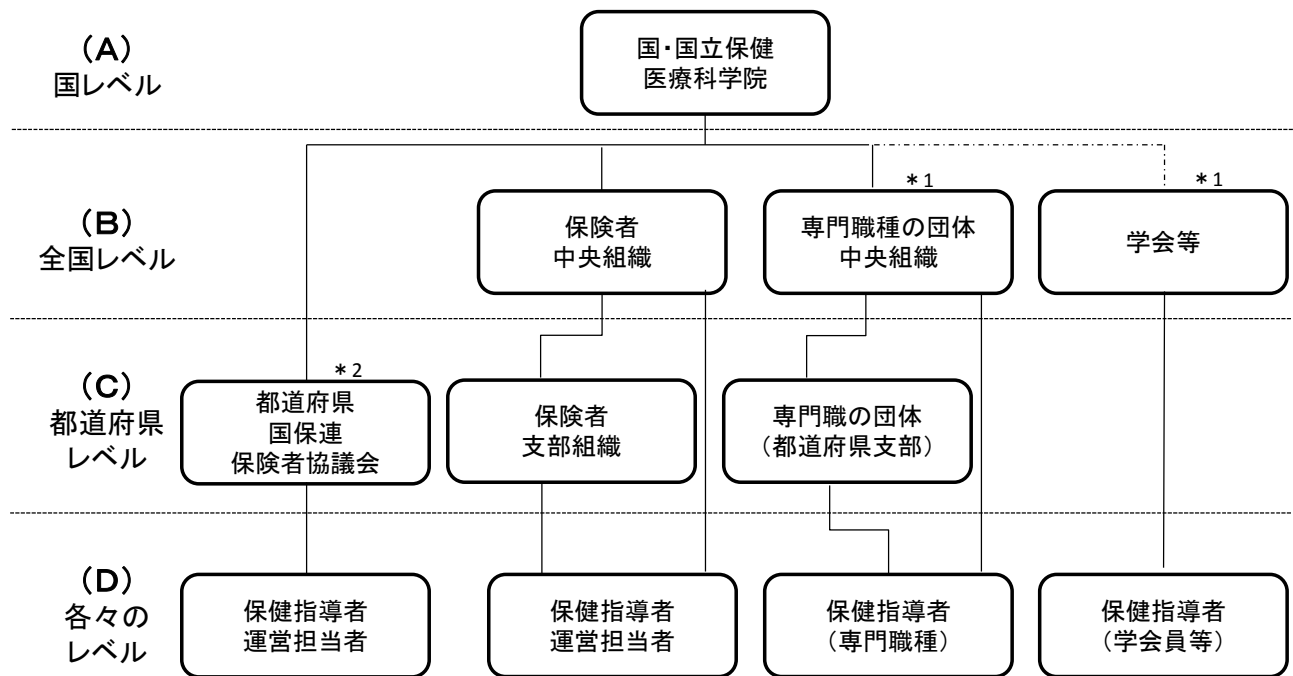 （A）
国レベル
国・国立保健
医療科学院
（B）
全国レベル
保険者
中央組織
＊1
専門職種の団体
中央組織
＊1
学会等
（C）
都道府県
レベル
＊2
都道府県
国保連
保険者協議会
保険者
支部組織
専門職の団体
（都道府県支部）
（D）
各々の
レベル
保健指導者
運営担当者
保健指導者
運営担当者
保健指導者
（専門職種）
保健指導者
（学会員等）